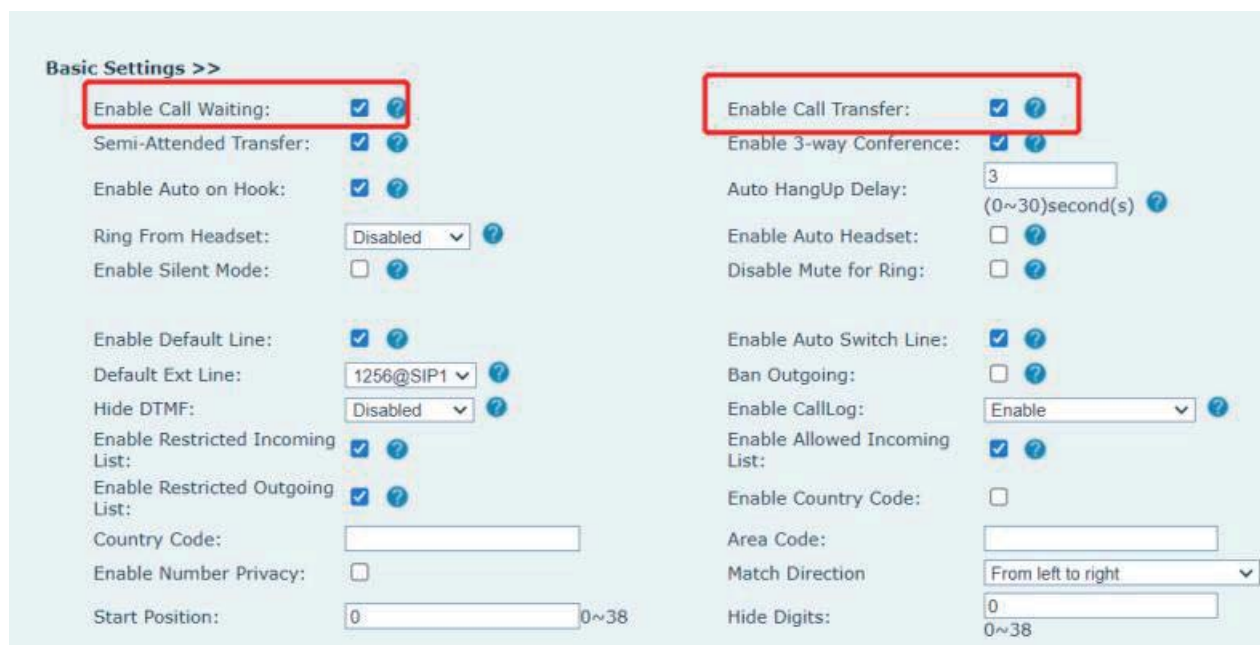 Basic Settings >>
Enable Call Waiting: ? Enable Call Transfer: ?
Semi-Attended Transfer: ? Enable 3-way Conference: ?
Enable Auto on Hook: ? Auto HangUp Delay: 3
(0~30)second(s) ?
Ring From Headset: Disabled ? Enable Auto Headset: ?
Enable Silent Mode: ? Disable Mute for Ring: ?
Enable Default Line: ? Enable Auto Switch Line: ?
Default Ext Line: 1256@SIP1 ? Ban Outgoing: ?
Hide DTMF: Disabled ? Enable CallLog: Enable ?
Enable Restricted Incoming
List: ?
Enable Allowed Incoming
List: ?
Enable Restricted Outgoing
List: ?
Enable Country Code:
Country Code: Area Code:
Enable Number Privacy: Match Direction From left to right
Start Position: 0 0~38 Hide Digits: 0
0~38